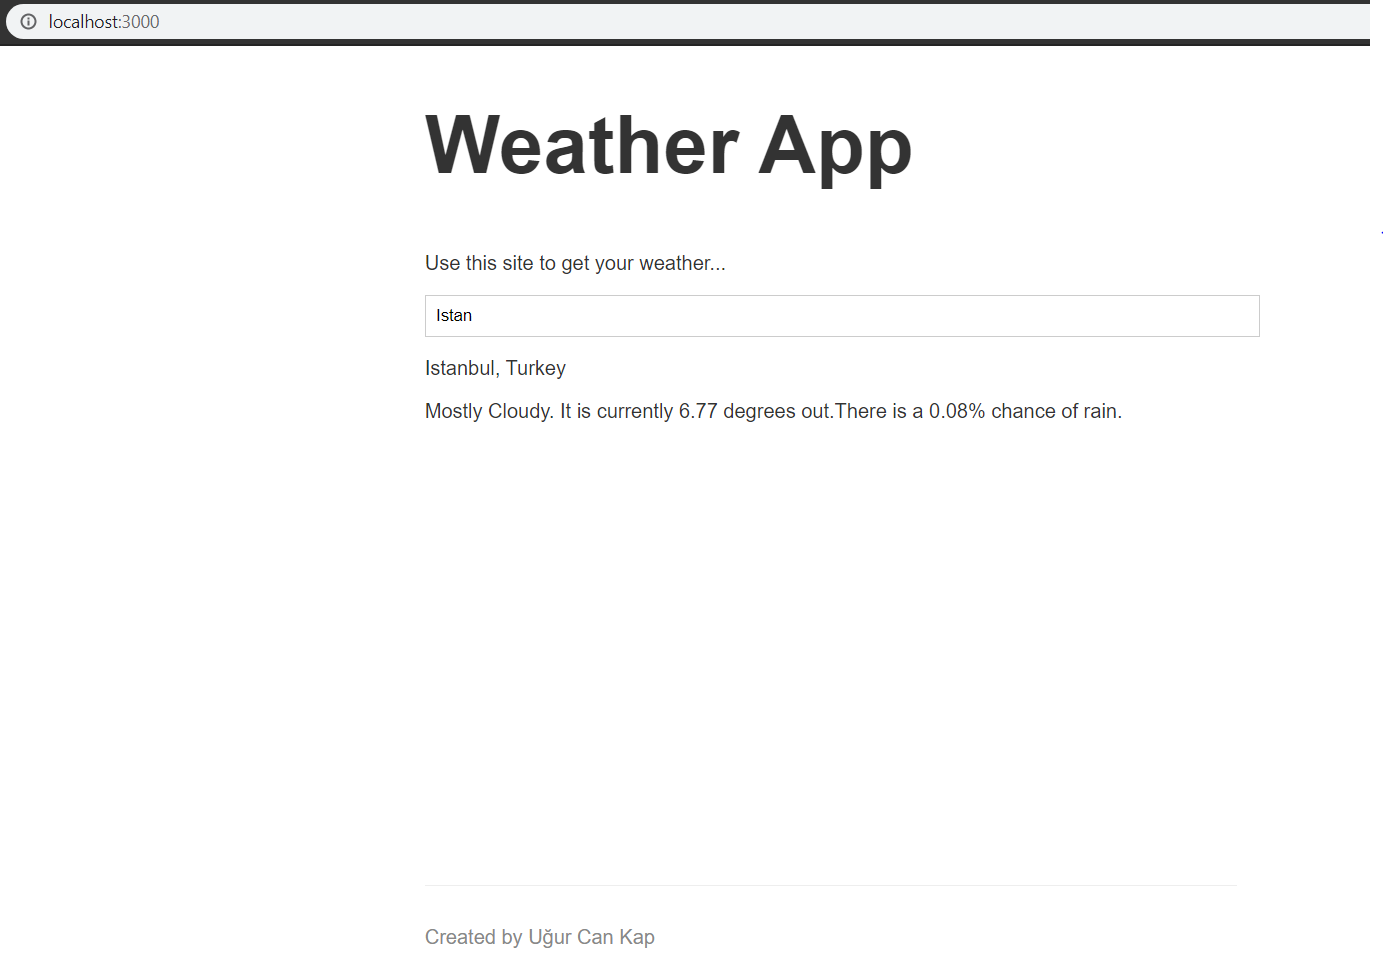 localhost:3000
Weather App
Use this site to get your weather...
Istan
Istanbul, Turkey
Mostly Cloudy. It is currently 6.77 degrees out.There is a 0.08% chance of rain.
Created by Uğur Can Kap